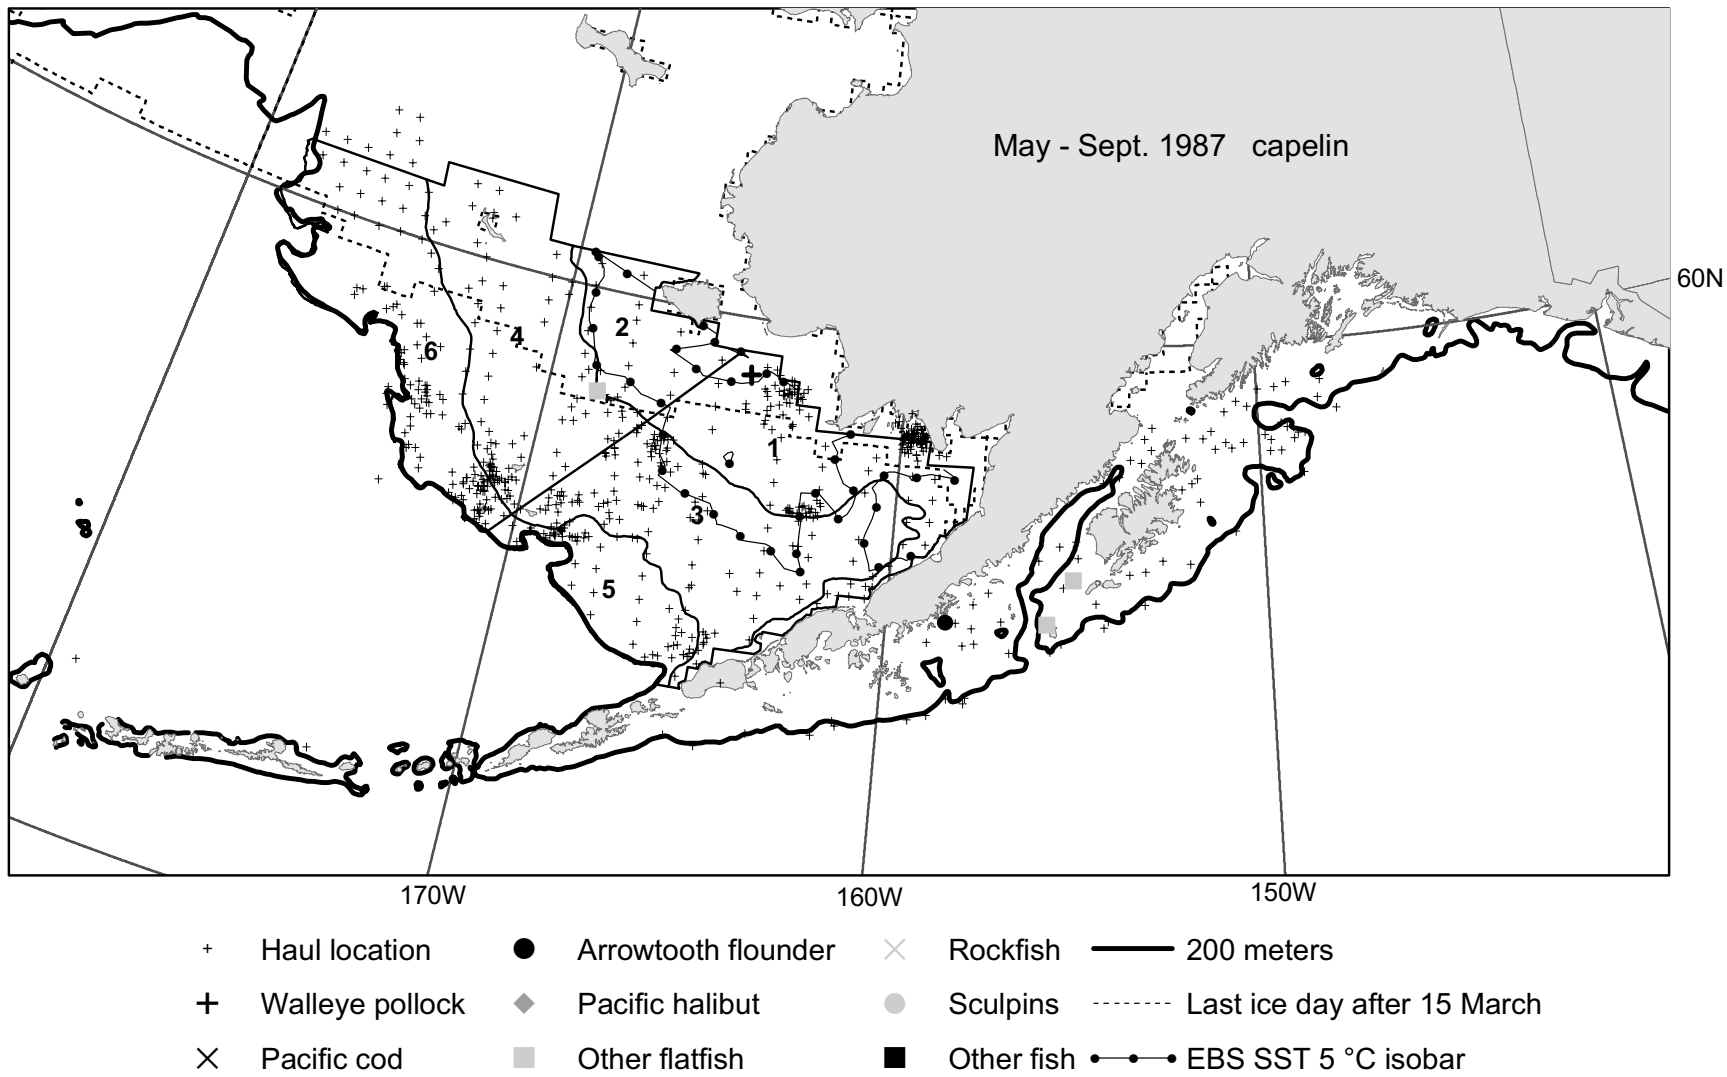 May - Sept. 1987 capelin
60N
2
4
6
1
3
5
170W
160W
150W
Haul location
Arrowtooth flounder
Rockfish
200 meters
Walleye pollock
Pacific halibut
Sculpins
Last ice day after 15 March
Pacific cod
Other flatfish
Other fish
EBS SST 5 °C isobar